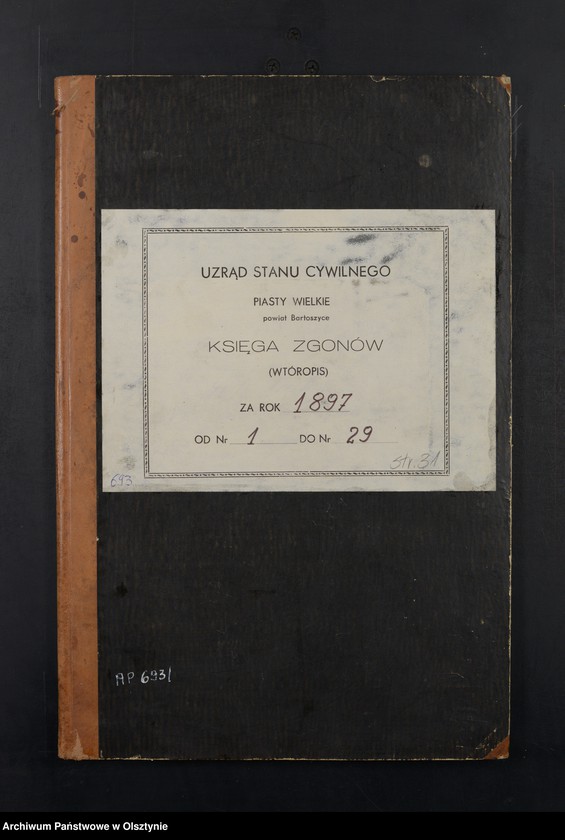 URZĄD STANU CYWILNEGO
PIASTY WIELKIE
powiat Bartoszyce
KSIĘGA ZGONÓW
(WTÓROPIS)
ZA ROK 1897
OD Nr 1 DO Nr 29
str. 31
693
AP 693/
Archiwum Państwowe w Olsztynie